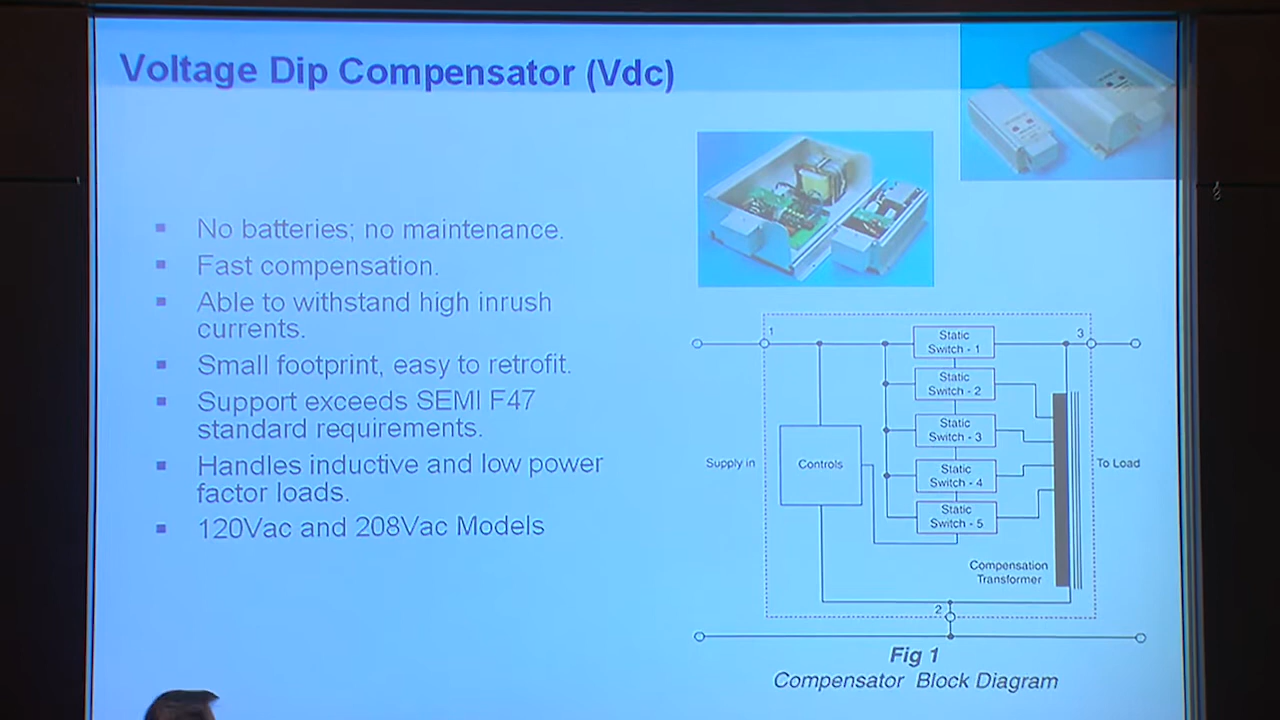 Voltage Dip Compensator (Vdc)
▪ No batteries; no maintenance.
▪ Fast compensation.
▪ Able to withstand high inrush
currents.
▪ Small footprint, easy to retrofit.
▪ Support exceeds SEMI F47
standard requirements.
▪ Handles inductive and low power
factor loads.
▪ 120Vac and 208Vac Models
1
Static
Switch - 1
3
Static
Switch - 2
Static
Switch - 3
Supply in
Controls
Static
Switch - 4
To Load
Static
Switch - 5
Compensation
Transformer
2
Fig 1
Compensator Block Diagram